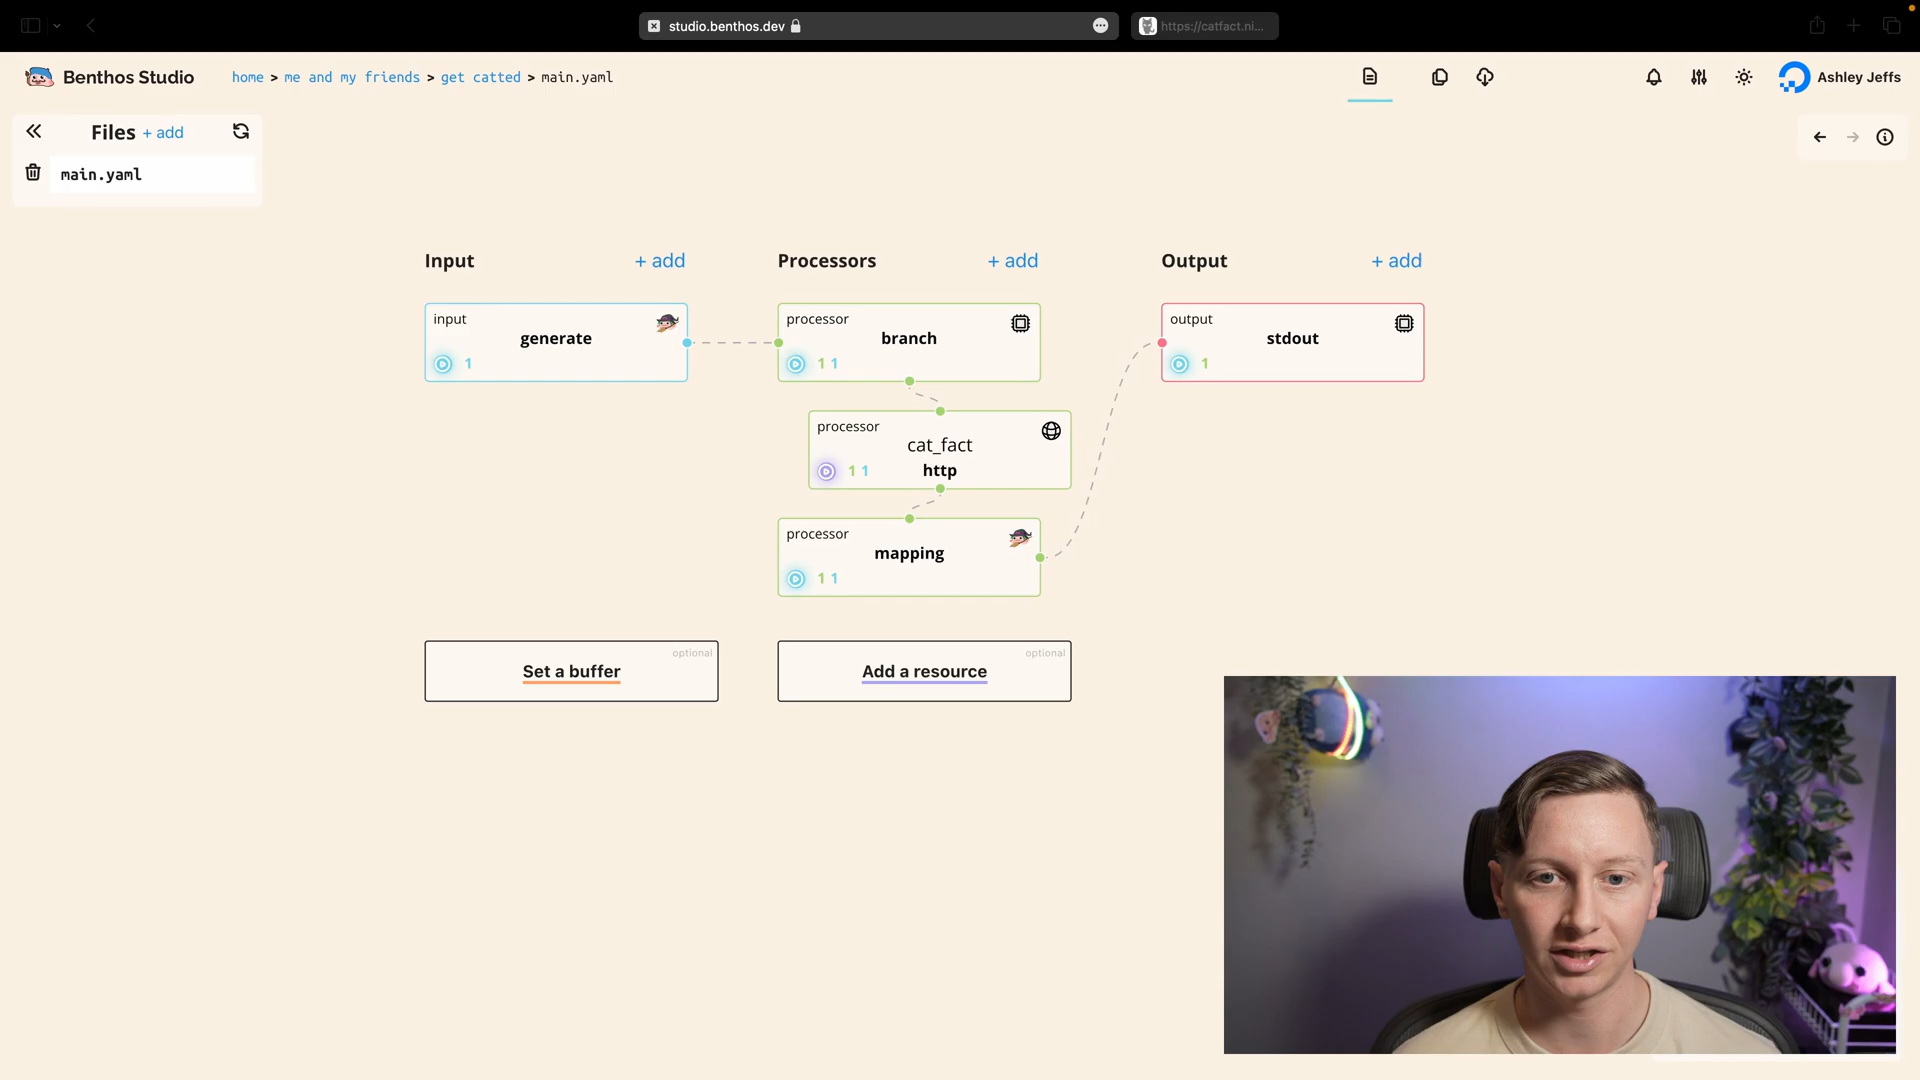 studio.benthos.dev
https://catfact.ni...
Benthos Studio
home > me and my friends > get catted > main.yaml
Ashley Jeffs
Files + add
main.yaml
Input + add
Processors + add
Output + add
input
generate
1
processor
branch
1 1
output
stdout
1
processor
cat_fact
http
1 1
processor
mapping
1 1
optional
Set a buffer
optional
Add a resource